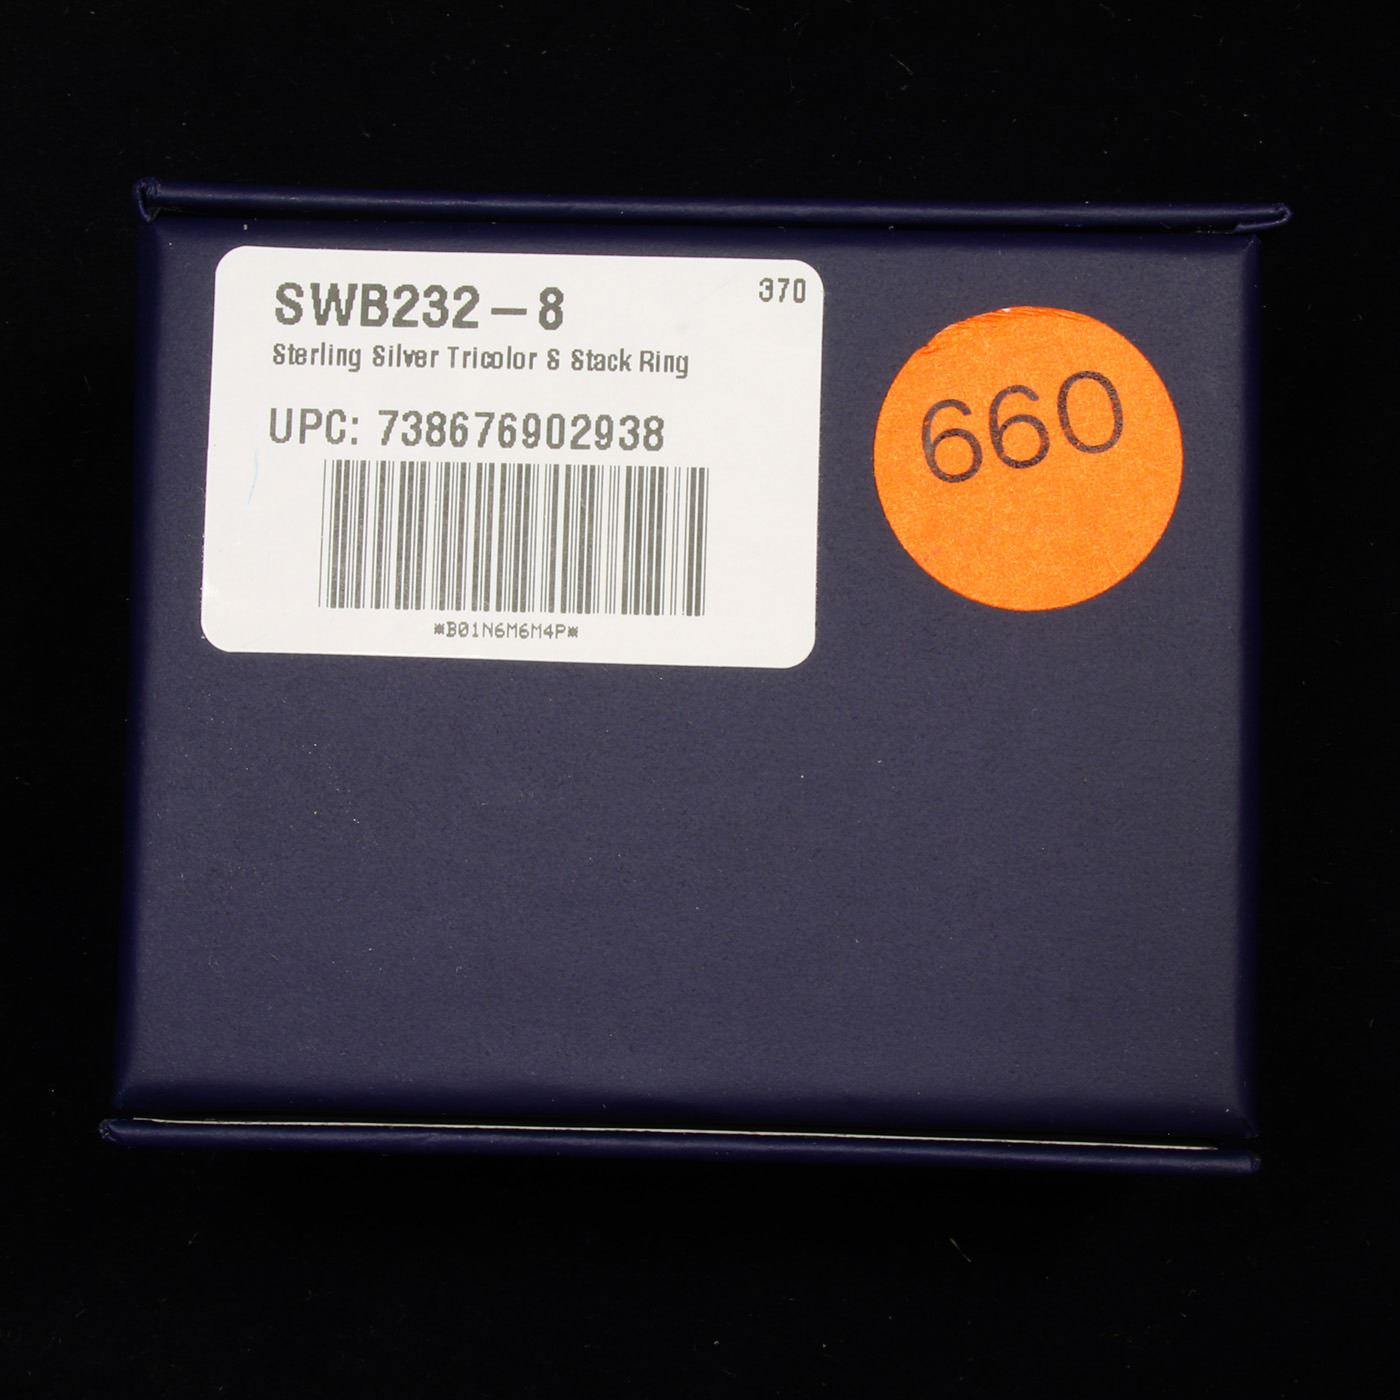 370
SWB232-8
Sterling Silver Tricolor S Stack Ring
UPC: 738676902938
*B01N6M6M4P*
660